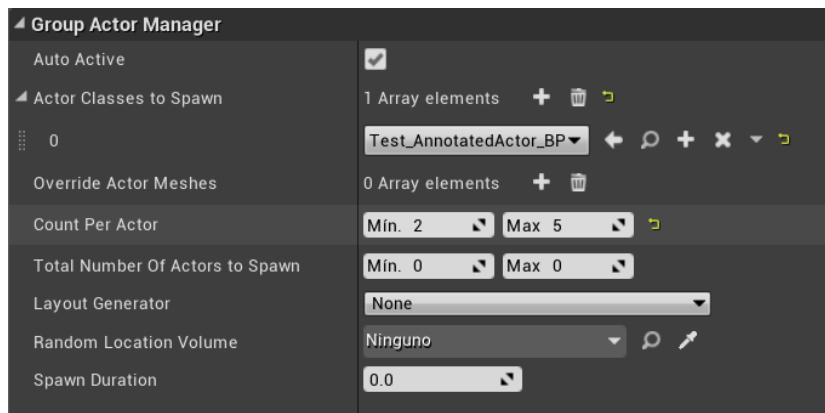 Group Actor Manager
Auto Active
Actor Classes to Spawn 1 Array elements
0 Test_AnnotatedActor_BP
Override Actor Meshes 0 Array elements
Count Per Actor Mín. 2 Max 5
Total Number Of Actors to Spawn Mín. 0 Max 0
Layout Generator None
Random Location Volume Ninguno
Spawn Duration 0.0